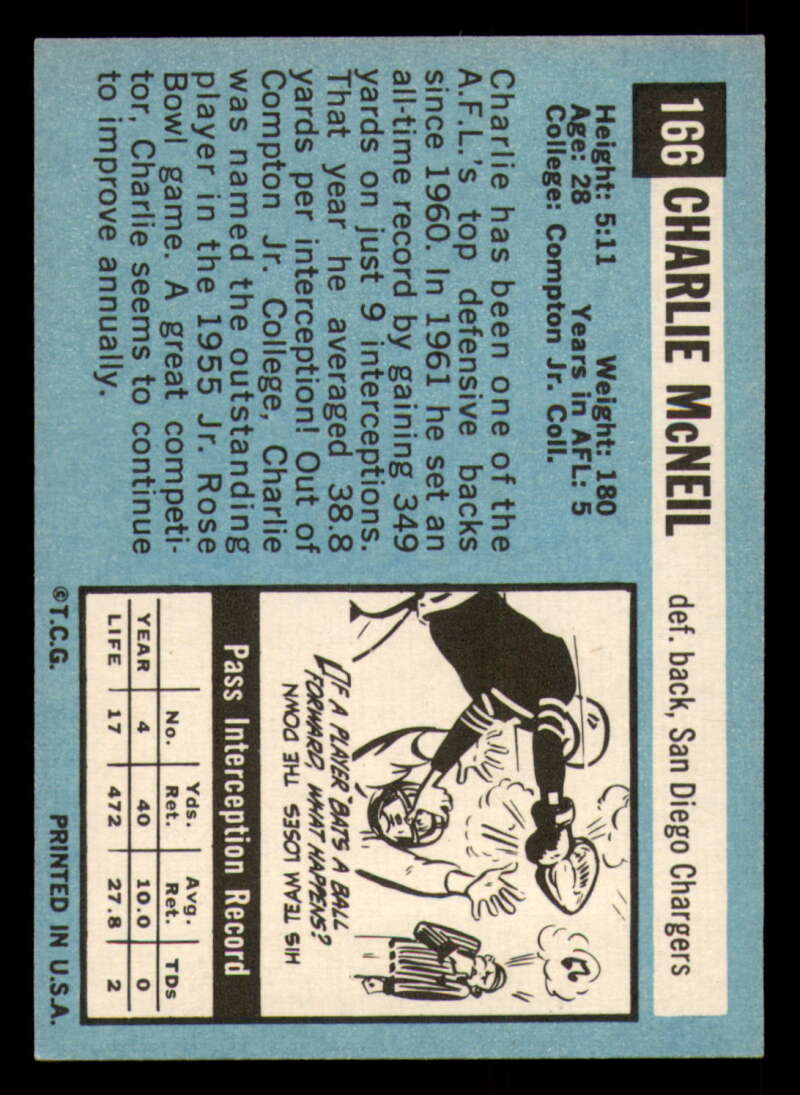 166 CHARLIE McNEIL def. back, San Diego Chargers
Height: 5:11 Weight: 180
Age: 28 Years in AFL: 5
College: Compton Jr. Coll.
Charlie has been one of the
A.F.L.'s top defensive backs
since 1960. In 1961 he set an
all-time record by gaining 349
yards on just 9 interceptions.
That year he averaged 38.8
yards per interception! Out of
Compton Jr. College, Charlie
was named the outstanding
player in the 1955 Jr. Rose
Bowl game. A great competi-
tor, Charlie seems to continue
to improve annually.
IF A PLAYER BATS A BALL
FORWARD, WHAT HAPPENS?
HIS TEAM LOSES THE DOWN
Pass Interception Record
No. Yds. Ret. Avg. Ret. TDs
YEAR 4 40 10.0 0
LIFE 17 472 27.8 2
©T.C.G. PRINTED IN U.S.A.